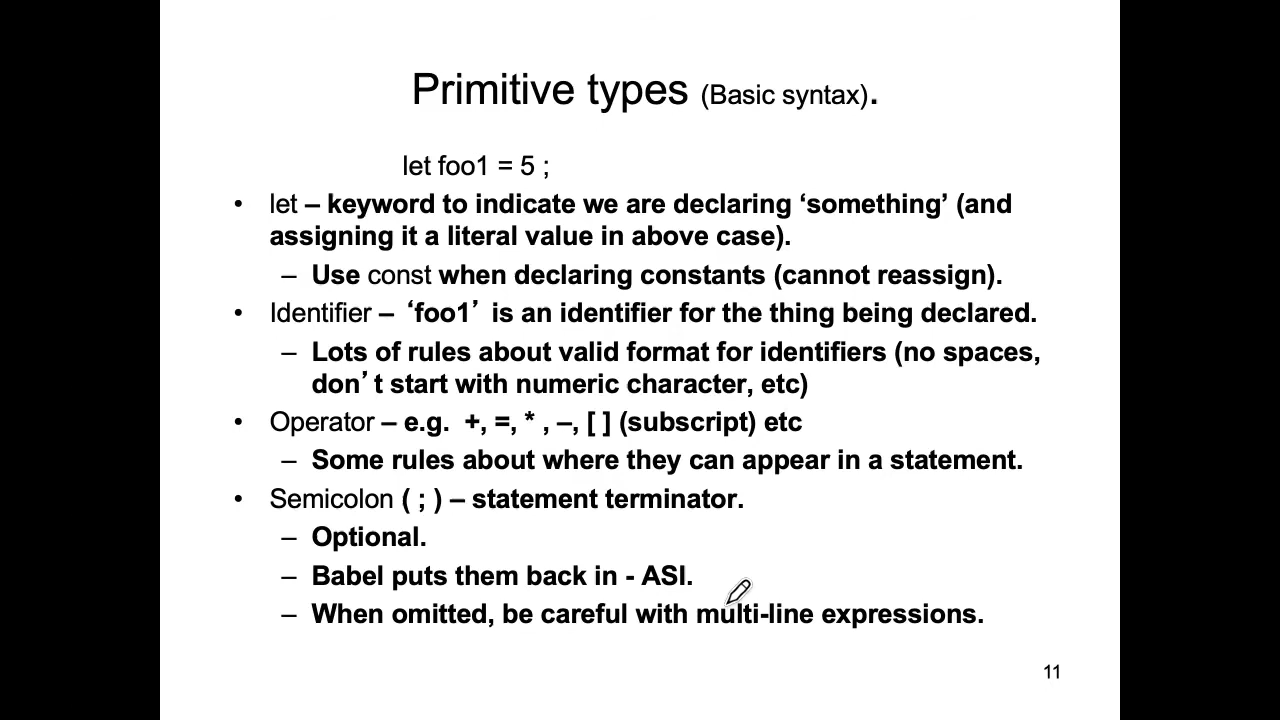 Primitive types (Basic syntax).
let foo1 = 5 ;
• let – keyword to indicate we are declaring ‘something’ (and
assigning it a literal value in above case).
– Use const when declaring constants (cannot reassign).
• Identifier – ‘foo1’ is an identifier for the thing being declared.
– Lots of rules about valid format for identifiers (no spaces,
don’t start with numeric character, etc)
• Operator – e.g. +, =, * , –, [ ] (subscript) etc
– Some rules about where they can appear in a statement.
• Semicolon ( ; ) – statement terminator.
– Optional.
– Babel puts them back in - ASI.
– When omitted, be careful with multi-line expressions.
11